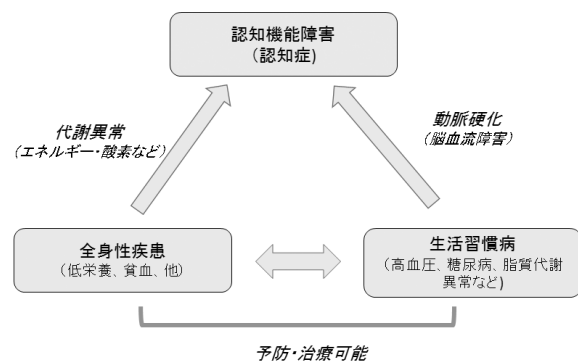 認知機能障害
（認知症)
代謝異常
（エネルギー・酸素など）
動脈硬化
（脳血流障害）
全身性疾患
（低栄養、貧血、他）
生活習慣病
（高血圧、糖尿病、脂質代謝
異常など)
予防・治療可能